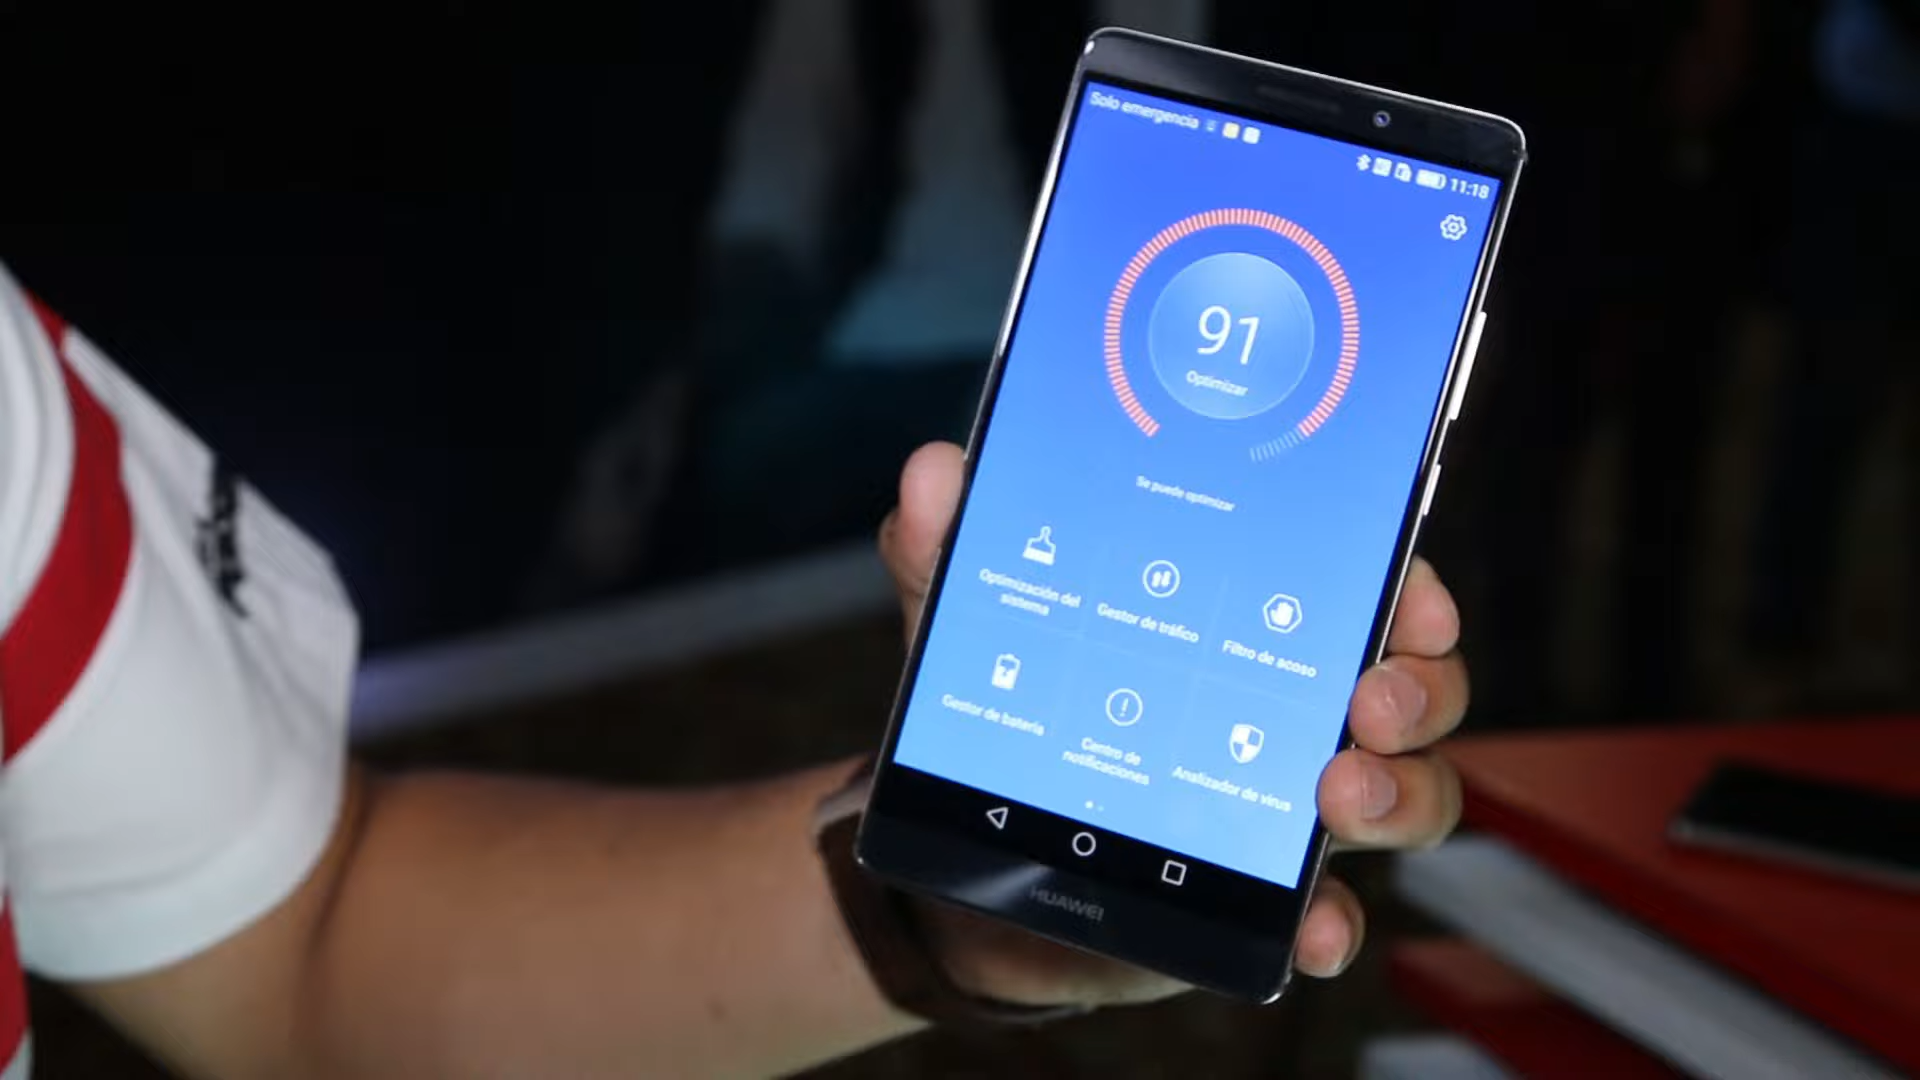 Solo emergencia
11:18
91
Optimizar
Se puede optimizar
Optimización del
sistema
Gestor de tráfico
Filtro de acoso
Gestor de batería
Centro de
notificaciones
Analizador de virus
HUAWEI